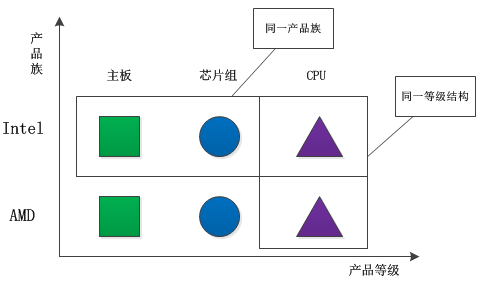 同一产品族
产品族
主板
芯片组
CPU
同一等级结构
Intel
AMD
产品等级